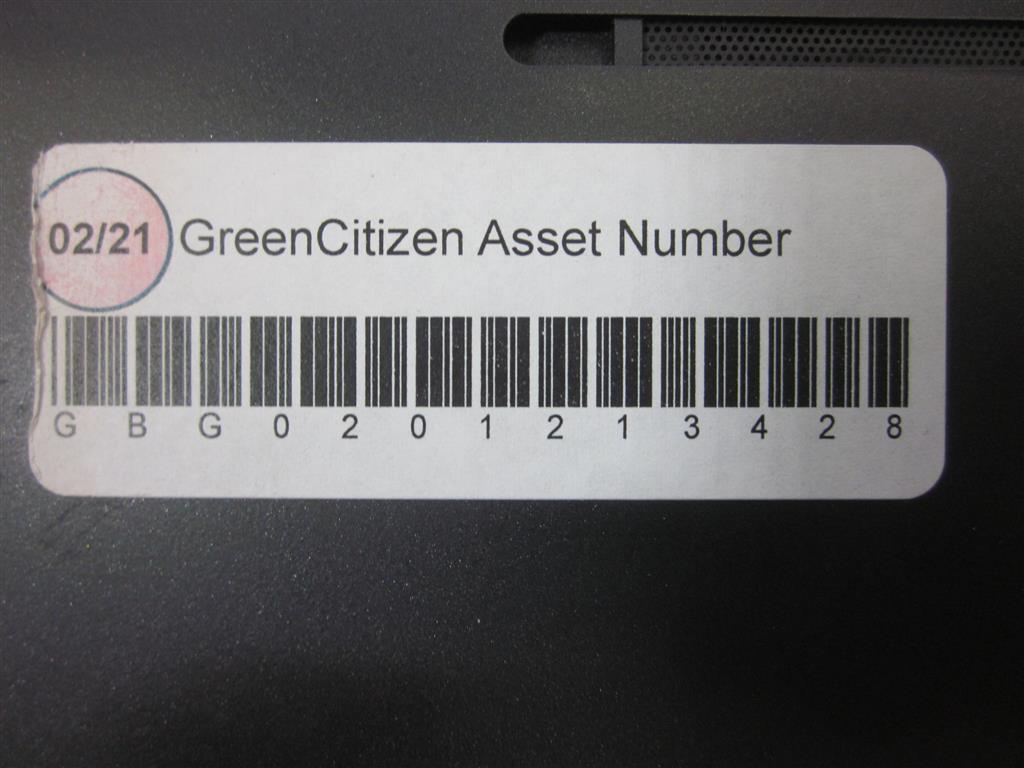 02/21 GreenCitizen Asset Number
G B G 0 2 0 1 2 1 3 4 2 8